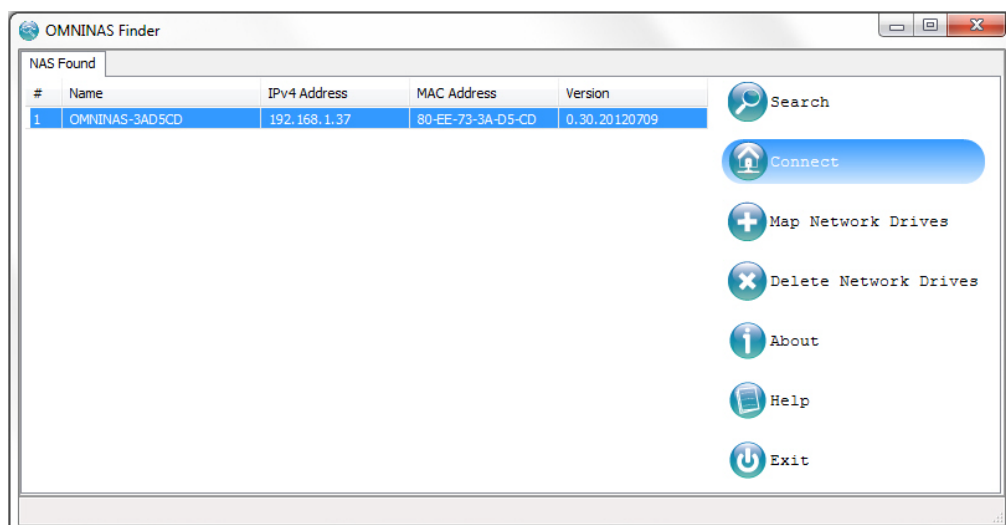 OMNINAS Finder
NAS Found
# Name IPv4 Address MAC Address Version
1 OMNINAS-3AD5CD 192.168.1.37 80-EE-73-3A-D5-CD 0.30.20120709
Search
Connect
Map Network Drives
Delete Network Drives
About
Help
Exit